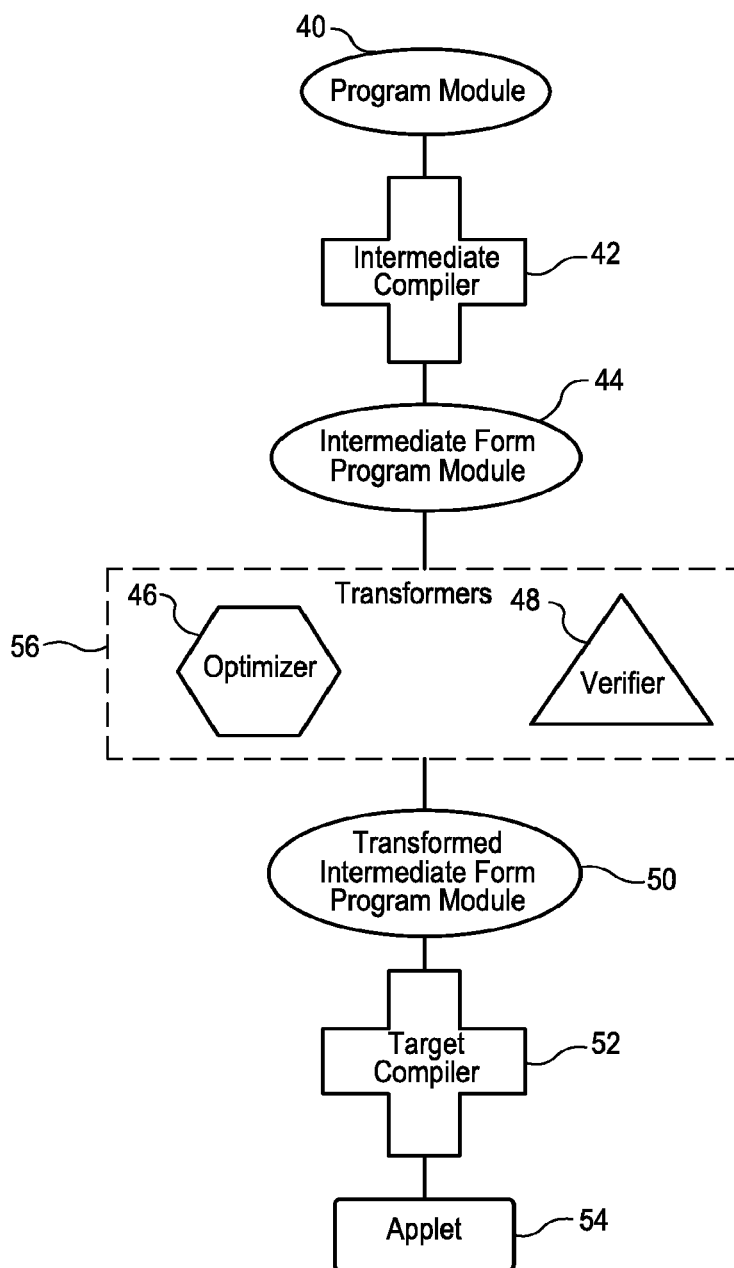 40
Program Module
Intermediate
Compiler
42
44
Intermediate Form
Program Module
Transformers
46
48
56
Optimizer
Verifier
Transformed
Intermediate Form
Program Module
50
Target
Compiler
52
Applet
54